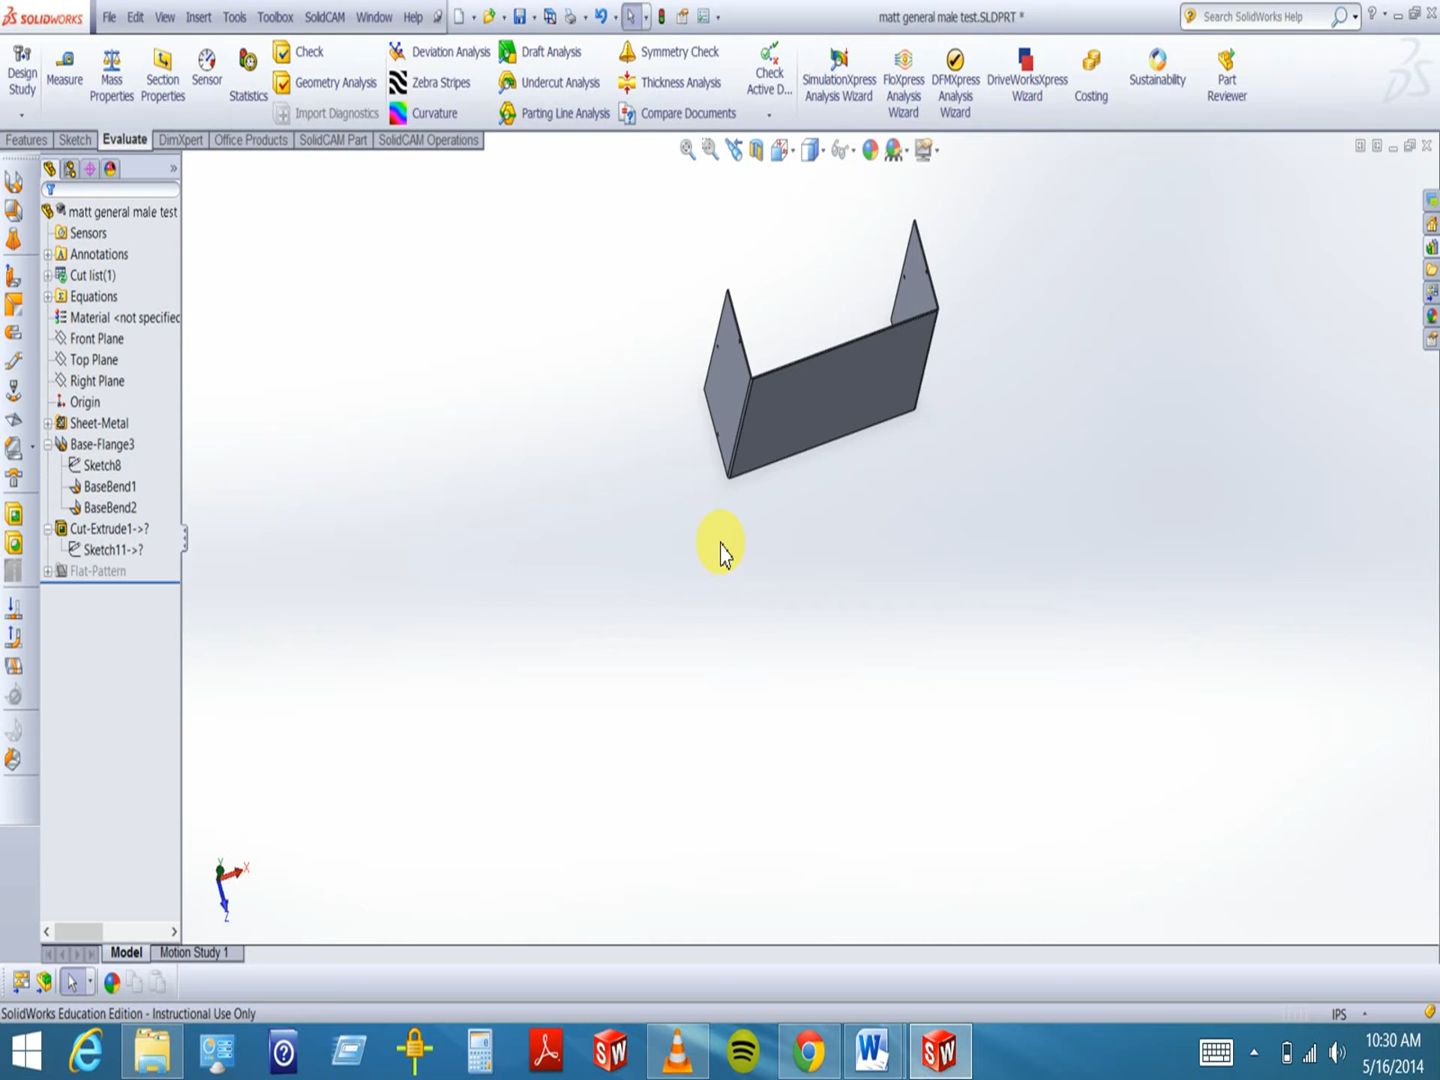 SOLIDWORKS File Edit View Insert Tools Toolbox SolidCAM Window Help matt general male test.SLDPRT * Search SolidWorks Help
Design Study
Measure
Mass Properties
Section Properties
Sensor
Statistics
Check
Geometry Analysis
Import Diagnostics
Deviation Analysis
Zebra Stripes
Curvature
Draft Analysis
Undercut Analysis
Parting Line Analysis
Symmetry Check
Thickness Analysis
Compare Documents
Check Active D...
SimulationXpress Analysis Wizard
FloXpress Analysis Wizard
DFMXpress Analysis Wizard
DriveWorksXpress Wizard
Costing
Sustainability
Part Reviewer
Features Sketch Evaluate DimXpert Office Products SolidCAM Part SolidCAM Operations
matt general male test
Sensors
Annotations
Cut list(1)
Equations
Material <not specified
Front Plane
Top Plane
Right Plane
Origin
Sheet-Metal
Base-Flange3
Sketch8
BaseBend1
BaseBend2
Cut-Extrude1->?
Sketch11->?
Flat-Pattern
Y
X
Z
Model Motion Study 1
SolidWorks Education Edition - Instructional Use Only IPS
10:30 AM
5/16/2014